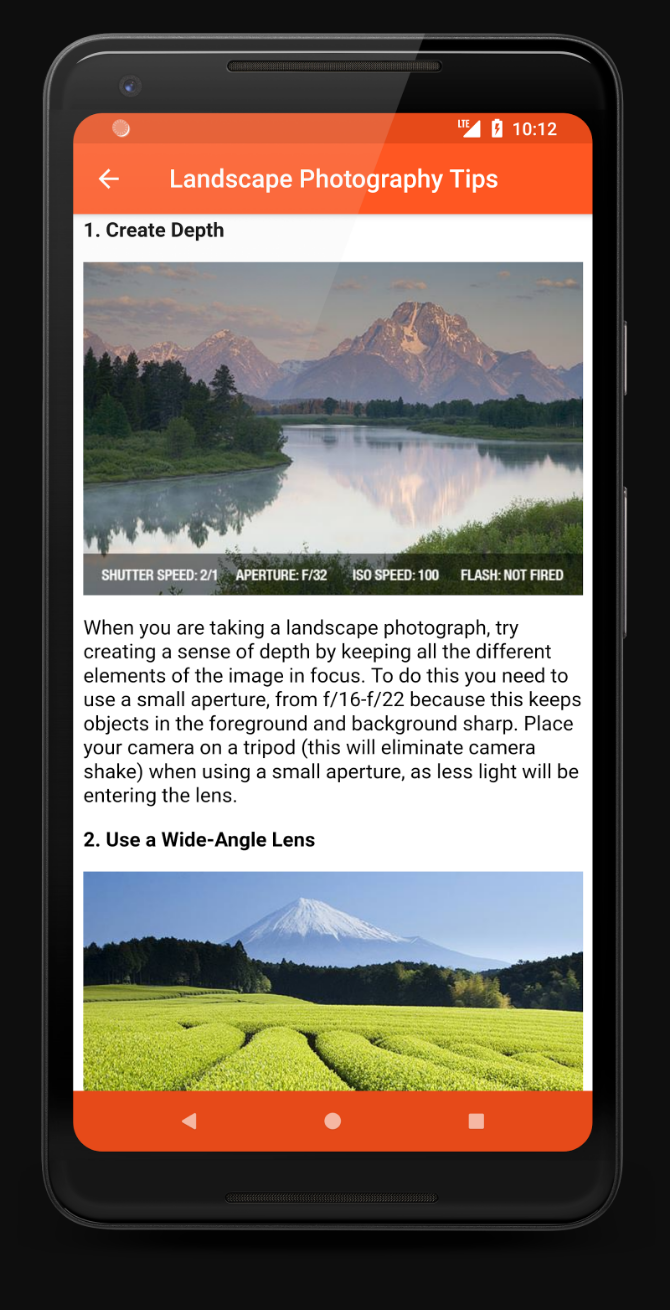 LTE 10:12
Landscape Photography Tips
1. Create Depth
SHUTTER SPEED: 2/1 APERTURE: F/32 ISO SPEED: 100 FLASH: NOT FIRED
When you are taking a landscape photograph, try
creating a sense of depth by keeping all the different
elements of the image in focus. To do this you need to
use a small aperture, from f/16-f/22 because this keeps
objects in the foreground and background sharp. Place
your camera on a tripod (this will eliminate camera
shake) when using a small aperture, as less light will be
entering the lens.
2. Use a Wide-Angle Lens